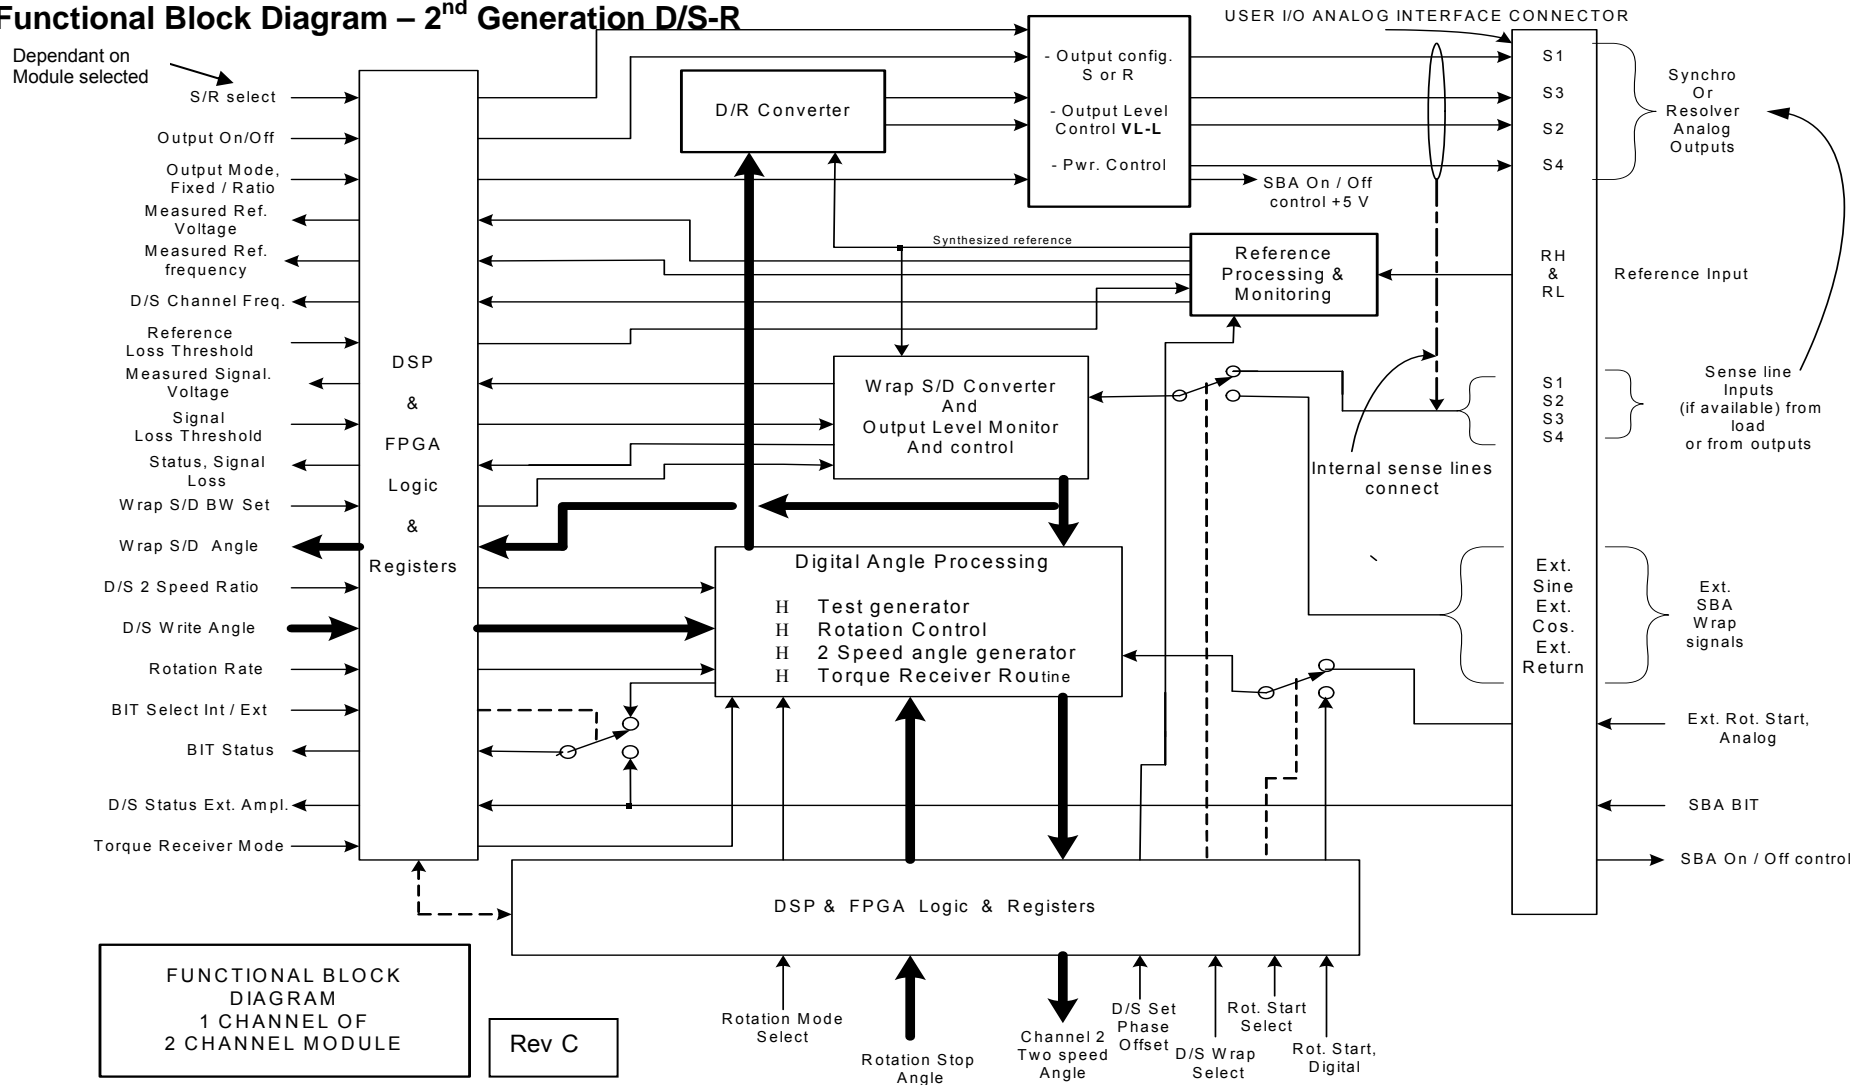 Functional Block Diagram – 2nd Generation D/S-R
Dependant on
Module selected
S/R select
Output On/Off
Output Mode,
Fixed / Ratio
Measured Ref.
Voltage
Measured Ref.
frequency
D/S Channel Freq.
Reference
Loss Threshold
Measured Signal.
Voltage
Signal
Loss Threshold
Status, Signal
Loss
Wrap S/D BW Set
Wrap S/D Angle
D/S 2 Speed Ratio
D/S Write Angle
Rotation Rate
BIT Select Int / Ext
BIT Status
D/S Status Ext. Ampl.
Torque Receiver Mode
DSP
&
FPGA
Logic
&
Registers
D/R Converter
- Output config.
S or R
- Output Level
Control VL-L
- Pwr. Control
SBA On / Off
control +5 V
Synthesized reference
Reference
Processing &
Monitoring
Wrap S/D Converter
And
Output Level Monitor
And control
Digital Angle Processing
H Test generator
H Rotation Control
H 2 Speed angle generator
H Torque Receiver Routine
Internal sense lines
connect
USER I/O ANALOG INTERFACE CONNECTOR
S1
S3
S2
S4
RH
&
RL
S1
S2
S3
S4
Ext.
Sine
Ext.
Cos.
Ext.
Return
Synchro
Or
Resolver
Analog
Outputs
Reference Input
Sense line
Inputs
(if available) from
load
or from outputs
Ext.
SBA
Wrap
signals
Ext. Rot. Start,
Analog
SBA BIT
SBA On / Off control
DSP & FPGA Logic & Registers
Rotation Mode
Select
Rotation Stop
Angle
Channel 2
Two speed
Angle
D/S Set
Phase
Offset
D/S Wrap
Select
Rot. Start
Select
Rot. Start,
Digital
FUNCTIONAL BLOCK
DIAGRAM
1 CHANNEL OF
2 CHANNEL MODULE
Rev C